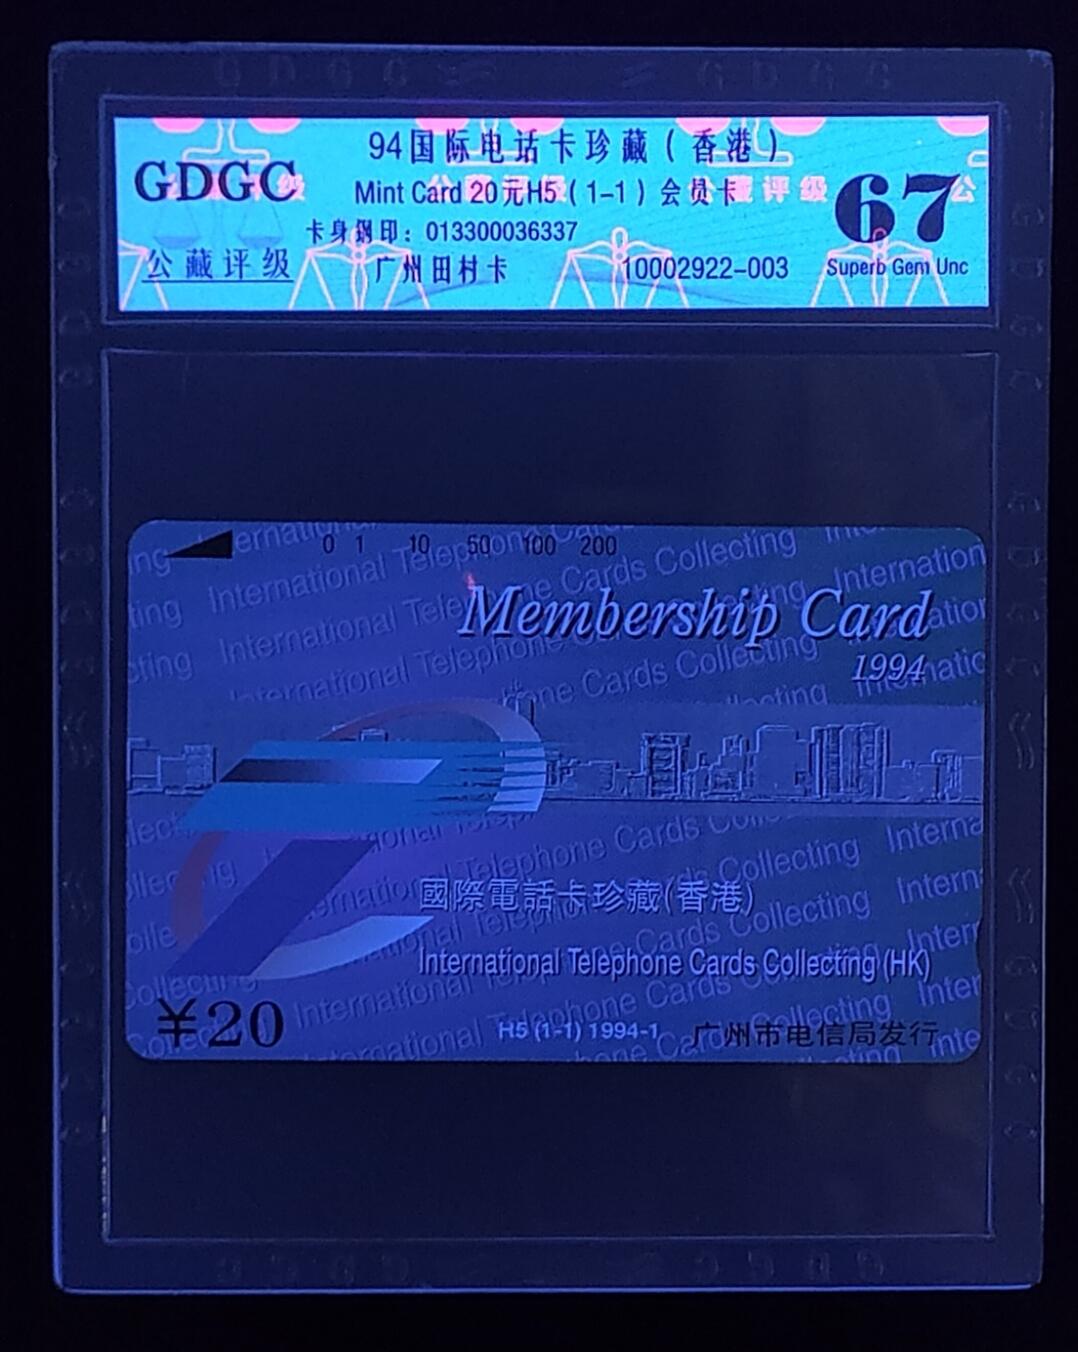 GDGC
公藏评级
94国际电话卡珍藏（香港）
Mint Card 20元H5（1-1）会员卡
卡身钢印：013300036337
广州田村卡
10002922-003
67
Superb Gem Unc
0 1 10 50 100 200
Membership Card
1994
國際電話卡珍藏(香港)
International Telephone Cards Collecting (HK)
¥20
H5 (1-1) 1994-1
广州市电信局发行